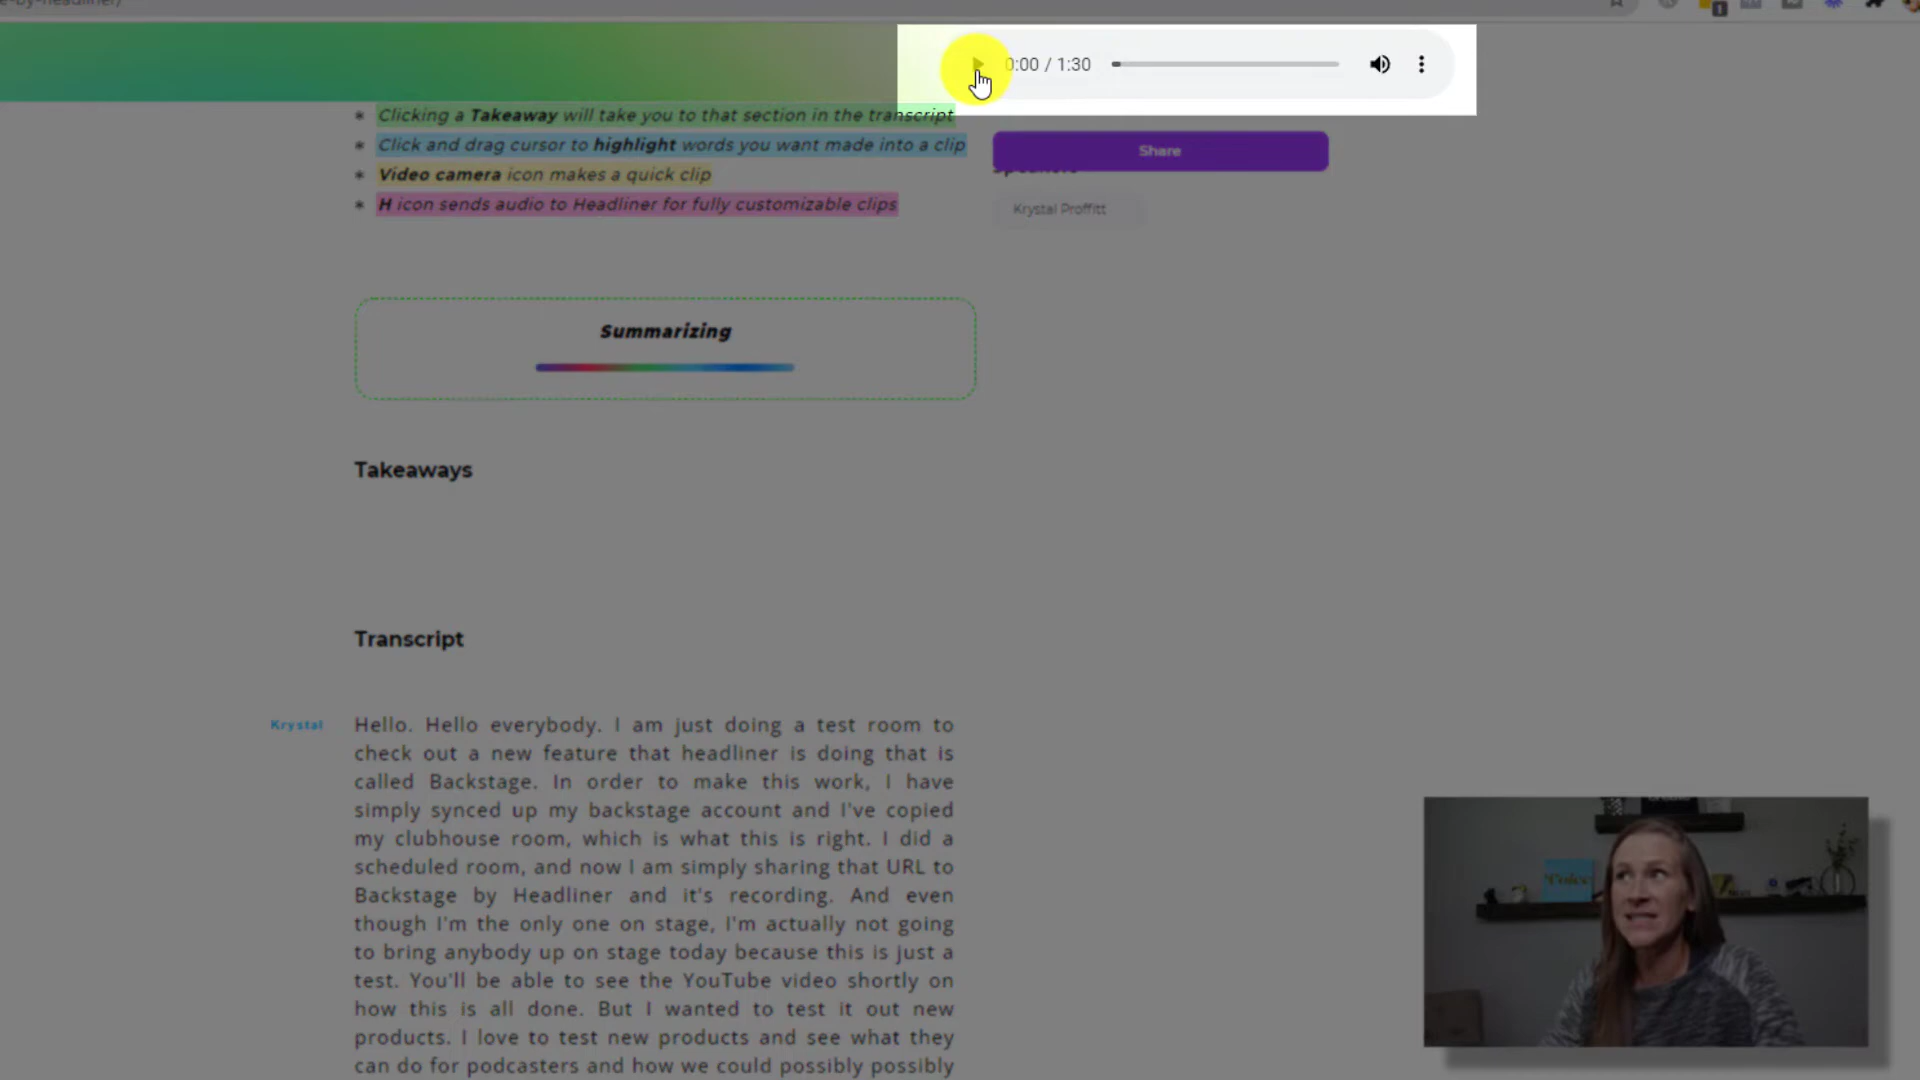 e-by-headliner/
0:00 / 1:30
* Clicking a Takeaway will take you to that section in the transcript
* Click and drag cursor to highlight words you want made into a clip
* Video camera icon makes a quick clip
* H icon sends audio to Headliner for fully customizable clips
Share
Speakers
Krystal Proffitt
Summarizing
Takeaways
Transcript
Krystal
Hello. Hello everybody. I am just doing a test room to
check out a new feature that headliner is doing that is
called Backstage. In order to make this work, I have
simply synced up my backstage account and I've copied
my clubhouse room, which is what this is right. I did a
scheduled room, and now I am simply sharing that URL to
Backstage by Headliner and it's recording. And even
though I'm the only one on stage, I'm actually not going
to bring anybody up on stage today because this is just a
test. You'll be able to see the YouTube video shortly on
how this is all done. But I wanted to test it out new
products. I love to test new products and see what they
can do for podcasters and how we could possibly possibly